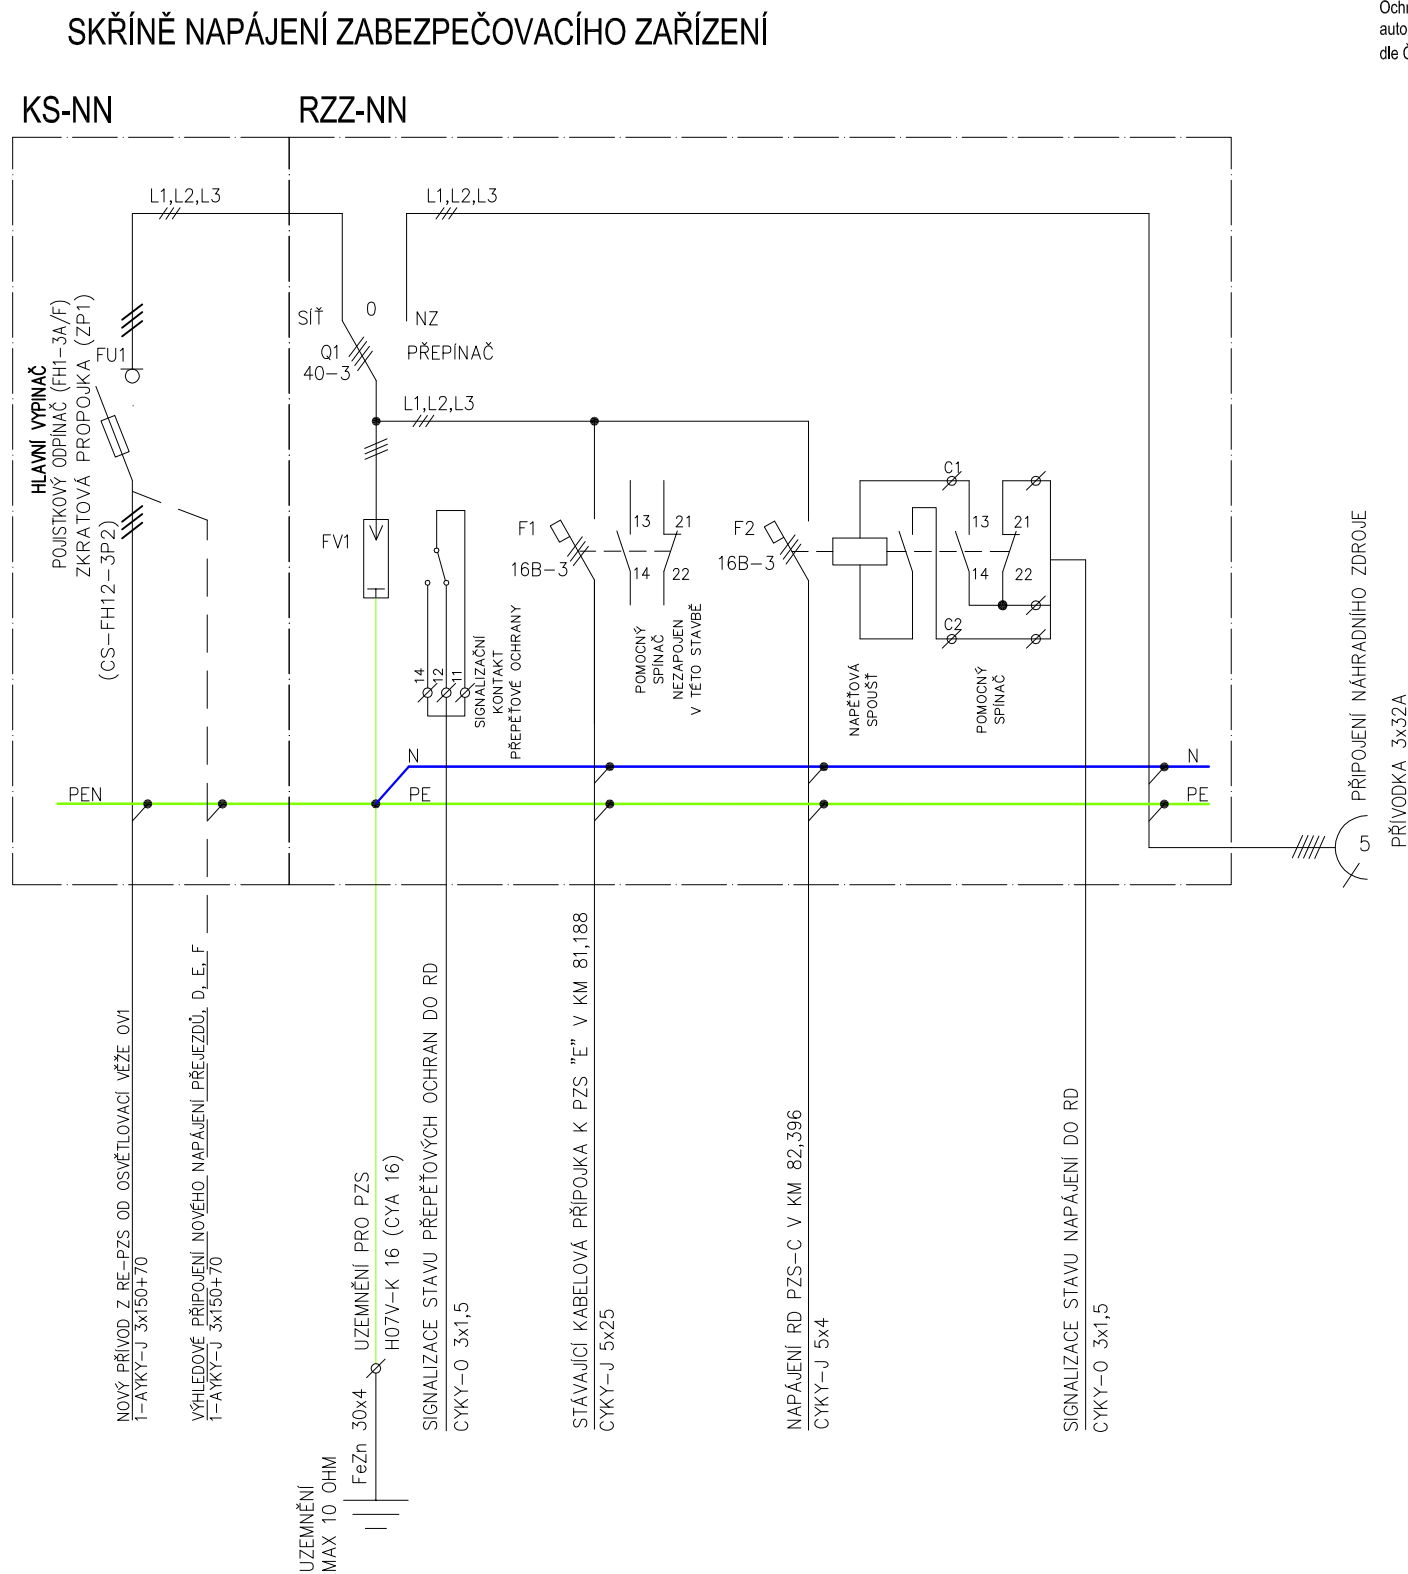 SKŘÍNĚ NAPÁJENÍ ZABEZPEČOVACÍHO ZAŘÍZENÍ
Ochr
auto
dle Č
KS-NN
RZZ-NN
L1,L2,L3
L1,L2,L3
HLAVNÍ VYPINAČ
POJISTKOVÝ ODPÍNAČ (FH1-3A/F)
ZKRATOVÁ PROPOJKA (ZP1)
(CS-FH12-3P2)
FU1
SÍŤ
0
NZ
Q1
40-3
PŘEPÍNAČ
L1,L2,L3
FV1
14
12
11
SIGNALIZAČNÍ
KONTAKT
PŘEPĚŤOVÉ OCHRANY
F1
16B-3
13
21
14
22
POMOCNÝ
SPÍNAČ
NEZAPOJEN
V TÉTO STAVBĚ
F2
16B-3
C1
13
21
14
22
C2
NAPĚŤOVÁ
SPOUŠŤ
POMOCNÝ
SPÍNAČ
N
N
PEN
PE
PE
5
PŘIPOJENÍ NÁHRADNÍHO ZDROJE
PŘÍVODKA 3x32A
NOVÝ PŘÍVOD Z RE-PZS OD OSVĚTLOVACÍ VĚŽE OV1
1-AYKY-J 3x150+70
VÝHLEDOVÉ PŘIPOJENÍ NOVÉHO NAPÁJENÍ PŘEJEZDŮ, D, E, F
1-AYKY-J 3x150+70
UZEMNĚNÍ PRO PZS
H07V-K 16 (CYA 16)
FeZn 30x4
UZEMNĚNÍ
MAX 10 OHM
SIGNALIZACE STAVU PŘEPĚŤOVÝCH OCHRAN DO RD
CYKY-O 3x1,5
STÁVAJÍCÍ KABELOVÁ PŘÍPOJKA K PZS "E" V KM 81,188
CYKY-J 5x25
NAPÁJENÍ RD PZS-C V KM 82,396
CYKY-J 5x4
SIGNALIZACE STAVU NAPÁJENÍ DO RD
CYKY-O 3x1,5